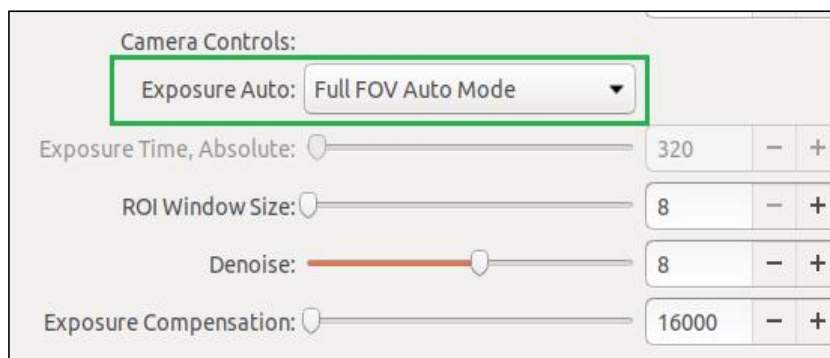 Camera Controls:
Exposure Auto: Full FOV Auto Mode
Exposure Time, Absolute: 320 − +
ROI Window Size: 8 − +
Denoise: 8 − +
Exposure Compensation: 16000 − +